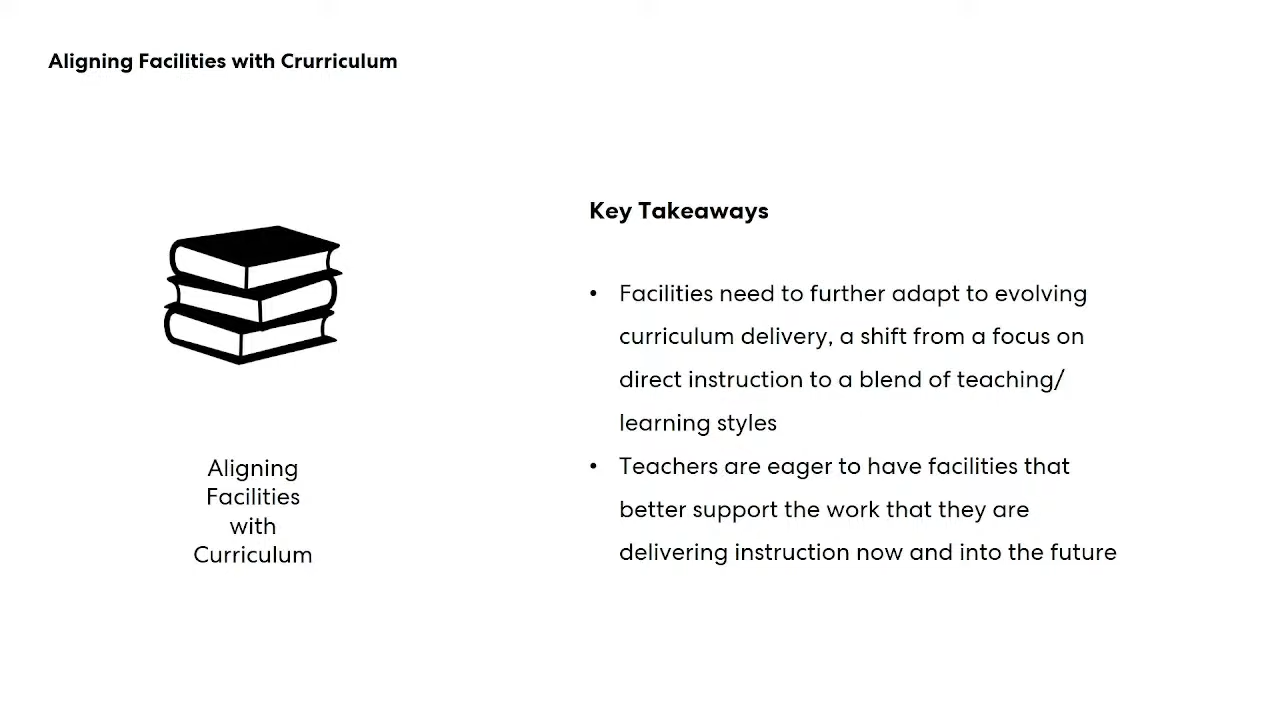 Aligning Facilities with Crurriculum
Aligning
Facilities
with
Curriculum
Key Takeaways
• Facilities need to further adapt to evolving
curriculum delivery, a shift from a focus on
direct instruction to a blend of teaching/
learning styles
• Teachers are eager to have facilities that
better support the work that they are
delivering instruction now and into the future